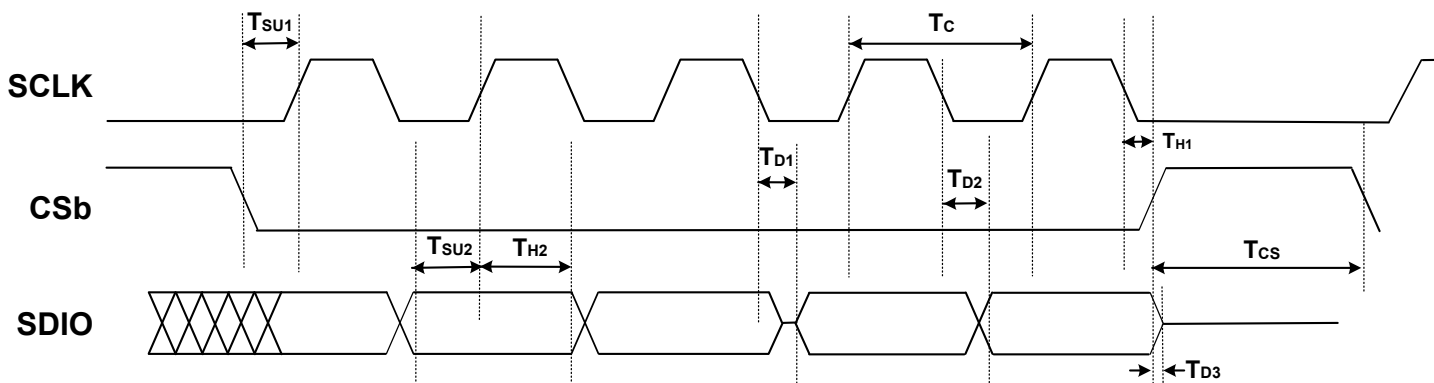 TSU1
TC
SCLK
TH1
TD1
TD2
CSb
TSU2
TH2
TCS
SDIO
TD3